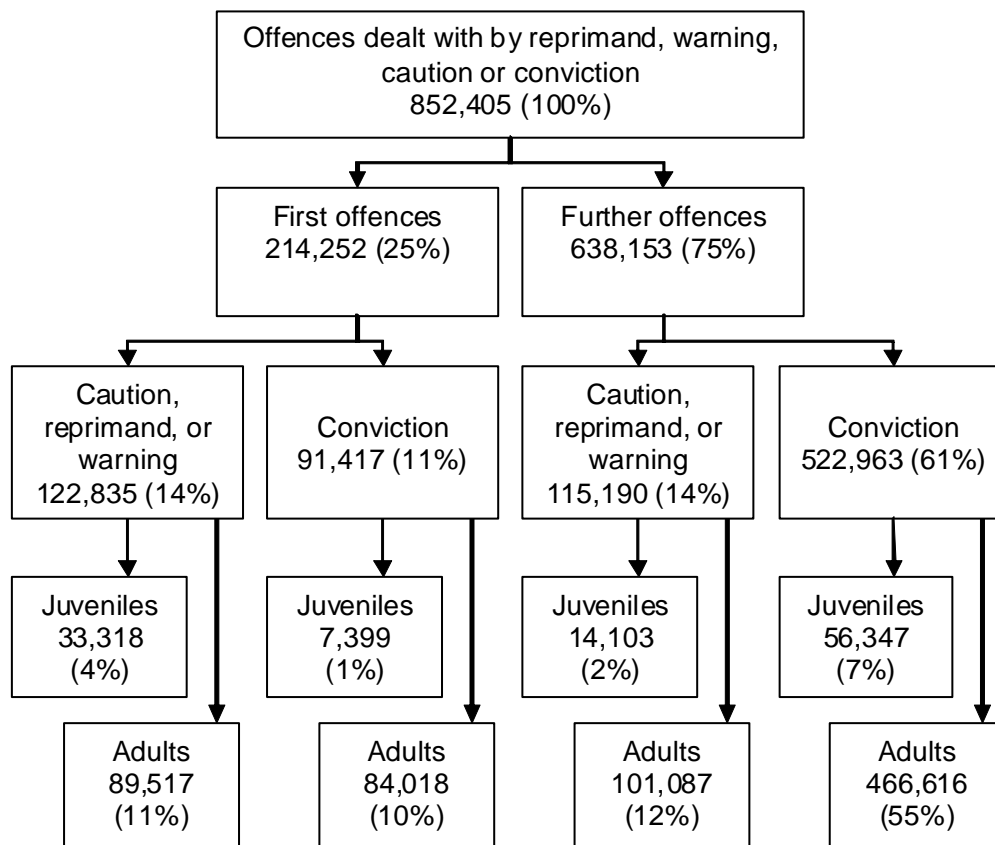 Offences dealt with by reprimand, warning,
caution or conviction
852,405 (100%)
First offences
214,252 (25%)
Further offences
638,153 (75%)
Caution,
reprimand, or
warning
122,835 (14%)
Conviction
91,417 (11%)
Caution,
reprimand, or
warning
115,190 (14%)
Conviction
522,963 (61%)
Juveniles
33,318
(4%)
Juveniles
7,399
(1%)
Juveniles
14,103
(2%)
Juveniles
56,347
(7%)
Adults
89,517
(11%)
Adults
84,018
(10%)
Adults
101,087
(12%)
Adults
466,616
(55%)